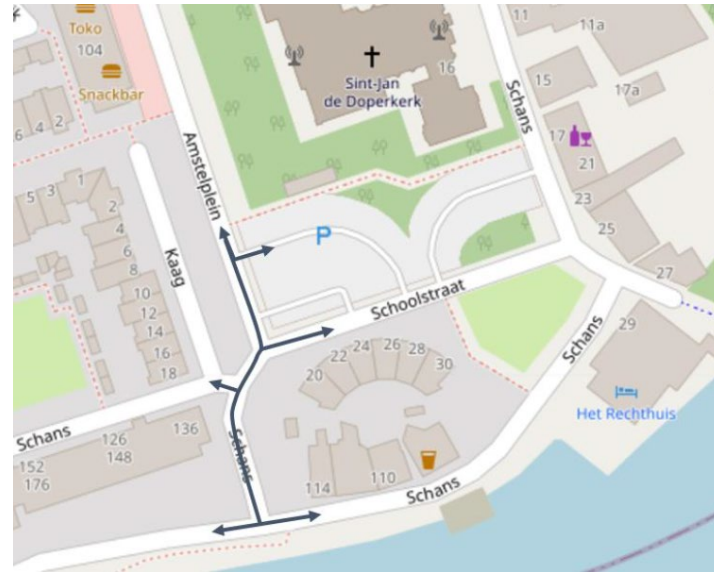 Toko
104
Snackbar
6
4
2
Amstelplein
Sint-Jan
de Doperkerk
16
Schans
11
11a
15
17a
17
21
23
25
27
5
3
1
2
4
6
8
10
12
14
16
18
Kaag
P
Schoolstraat
Schans
29
Het Rechthuis
20
22
24
26
28
30
Schans
136
126
148
152
176
Schans
114
110
Schans